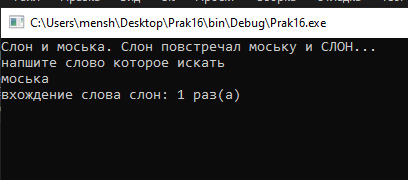 C:\Users\mensh\Desktop\Prak16\bin\Debug\Prak16.exe
Слон и моська. Слон повстречал моську и СЛОН...
напшите слово которое искать
моська
вхождение слова слон: 1 раз(а)